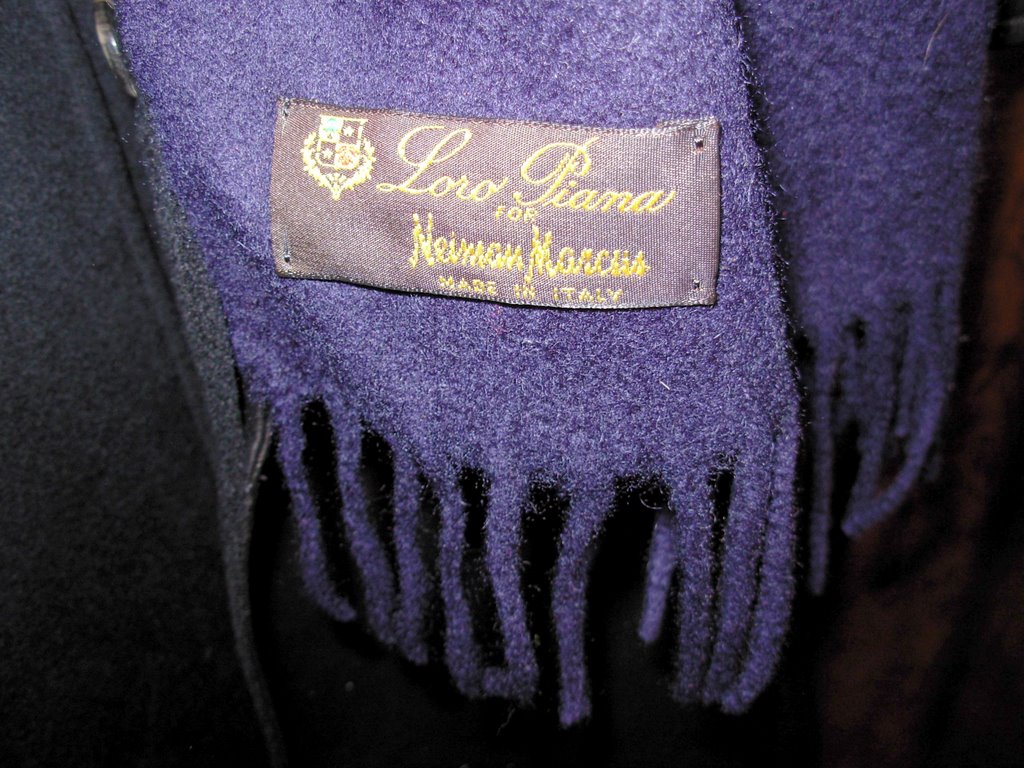 Loro Piana
FOR
Neiman Marcus
MADE IN ITALY